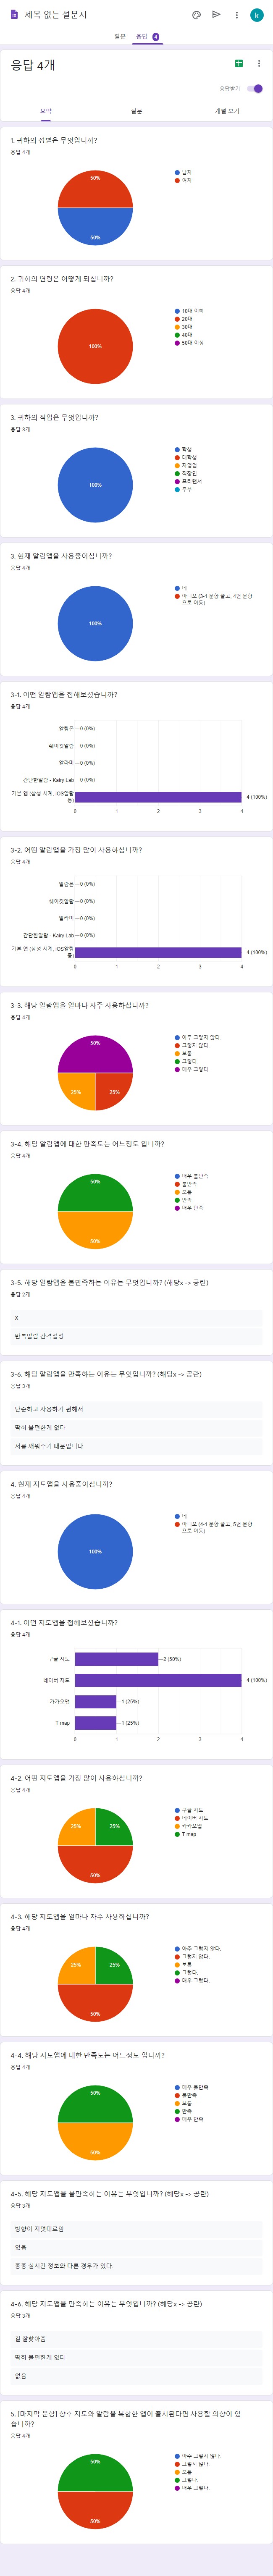 제목 없는 설문지
k
질문
응답
4
응답 4개
응답받기
요약
질문
개별 보기
1. 귀하의 성별은 무엇입니까?
응답 4개
남자
여자
50%
50%
2. 귀하의 연령은 어떻게 되십니까?
응답 4개
10대 이하
20대
30대
40대
50대 이상
100%
3. 귀하의 직업은 무엇입니까?
응답 3개
학생
대학생
자영업
직장인
프리랜서
주부
100%
3. 현재 알람앱을 사용중이십니까?
응답 4개
네
아니오 (3-1 문항 풀고, 4번 문항
으로 이동)
100%
3-1. 어떤 알람앱을 접해보셨습니까?
응답 4개
알람몬
0 (0%)
쉐이킷알람
0 (0%)
알라미
0 (0%)
간단한알람 - Kairy Lab
0 (0%)
기본 앱 (삼성 시계, iOS알람
등)
4 (100%)
0
1
2
3
4
3-2. 어떤 알람앱을 가장 많이 사용하십니까?
응답 4개
알람몬
0 (0%)
쉐이킷알람
0 (0%)
알라미
0 (0%)
간단한알람 - Kairy Lab
0 (0%)
기본 앱 (삼성 시계, iOS알람
등)
4 (100%)
0
1
2
3
4
3-3. 해당 알람앱을 얼마나 자주 사용하십니까?
응답 4개
아주 그렇지 않다.
그렇지 않다.
보통
그렇다.
매우 그렇다.
50%
25%
25%
3-4. 해당 알람앱에 대한 만족도는 어느정도 입니까?
응답 4개
매우 불만족
불만족
보통
만족
매우 만족
50%
50%
3-5. 해당 알람앱을 불만족하는 이유는 무엇입니까? (해당x -> 공란)
응답 2개
X
반복알람 간격설정
3-6. 해당 알람앱을 만족하는 이유는 무엇입니까? (해당x -> 공란)
응답 3개
단순하고 사용하기 편해서
딱히 불편한게 없다
저를 깨워주기 때문입니다
4. 현재 지도앱을 사용중이십니까?
응답 4개
네
아니오 (4-1 문항 풀고, 5번 문항
으로 이동)
100%
4-1. 어떤 지도앱을 접해보셨습니까?
응답 4개
구글 지도
2 (50%)
네이버 지도
4 (100%)
카카오맵
1 (25%)
T map
1 (25%)
0
1
2
3
4
4-2. 어떤 지도앱을 가장 많이 사용하십니까?
응답 4개
구글 지도
네이버 지도
카카오맵
T map
25%
25%
50%
4-3. 해당 지도앱을 얼마나 자주 사용하십니까?
응답 4개
아주 그렇지 않다.
그렇지 않다.
보통
그렇다.
매우 그렇다.
25%
25%
50%
4-4. 해당 지도앱에 대한 만족도는 어느정도 입니까?
응답 4개
매우 불만족
불만족
보통
만족
매우 만족
50%
50%
4-5. 해당 지도앱을 불만족하는 이유는 무엇입니까? (해당x -> 공란)
응답 3개
방향이 지멋대로임
없음
종종 실시간 정보와 다른 경우가 있다.
4-6. 해당 지도앱을 만족하는 이유는 무엇입니까? (해당x -> 공란)
응답 3개
길 잘찾아줌
딱히 불편한게 없다
없음
5. [마지막 문항] 향후 지도와 알람을 복합한 앱이 출시된다면 사용할 의향이 있
습니까?
응답 4개
아주 그렇지 않다.
그렇지 않다.
보통
그렇다.
매우 그렇다.
50%
50%